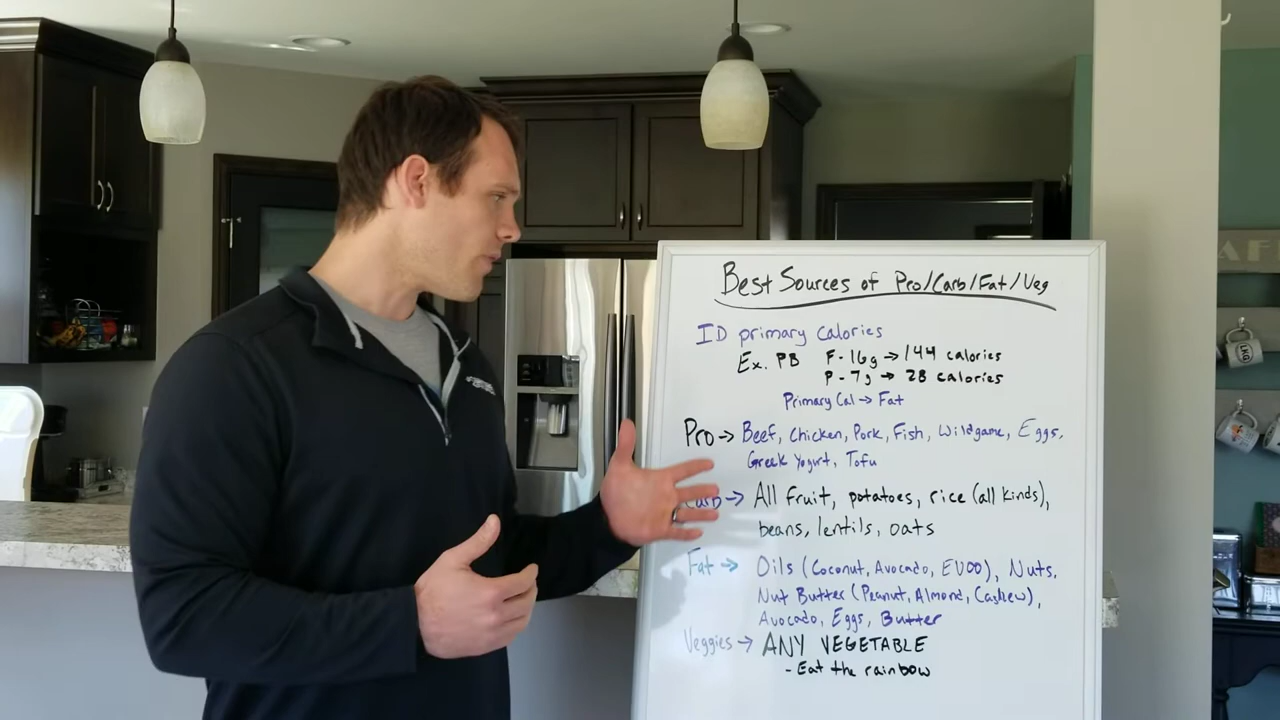 Best Sources of Pro/Carb/Fat/Veg
ID primary calories
Ex. PB F-16g → 144 calories
P-7g → 28 calories
Primary Cal → Fat
Pro → Beef, Chicken, Pork, Fish, Wildgame, Eggs,
Greek Yogurt, Tofu
Carb → All fruit, potatoes, rice (all kinds),
beans, lentils, oats
Fat → Oils (Coconut, Avocado, EVOO), Nuts,
Nut Butter (Peanut, Almond, Cashew),
Avocado, Eggs, Butter
Veggies → ANY VEGETABLE
- Eat the rainbow